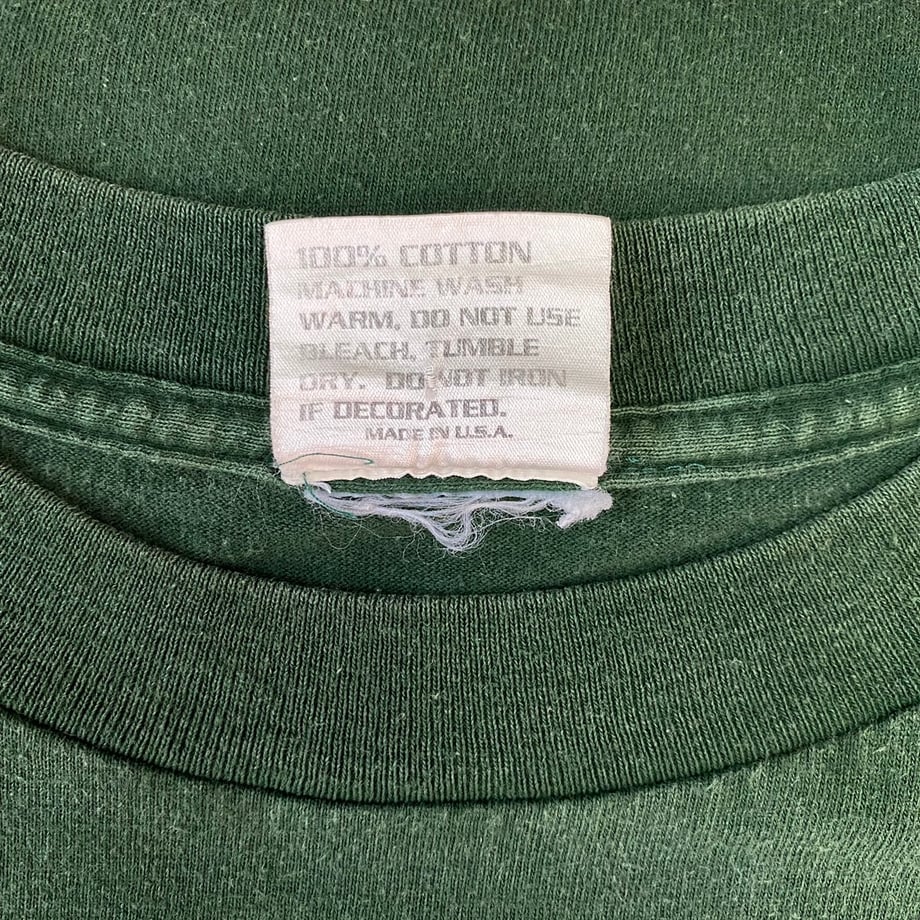 100% COTTON
MACHINE WASH
WARM, DO NOT USE
BLEACH, TUMBLE
DRY. DO NOT IRON
IF DECORATED.
MADE IN U.S.A.